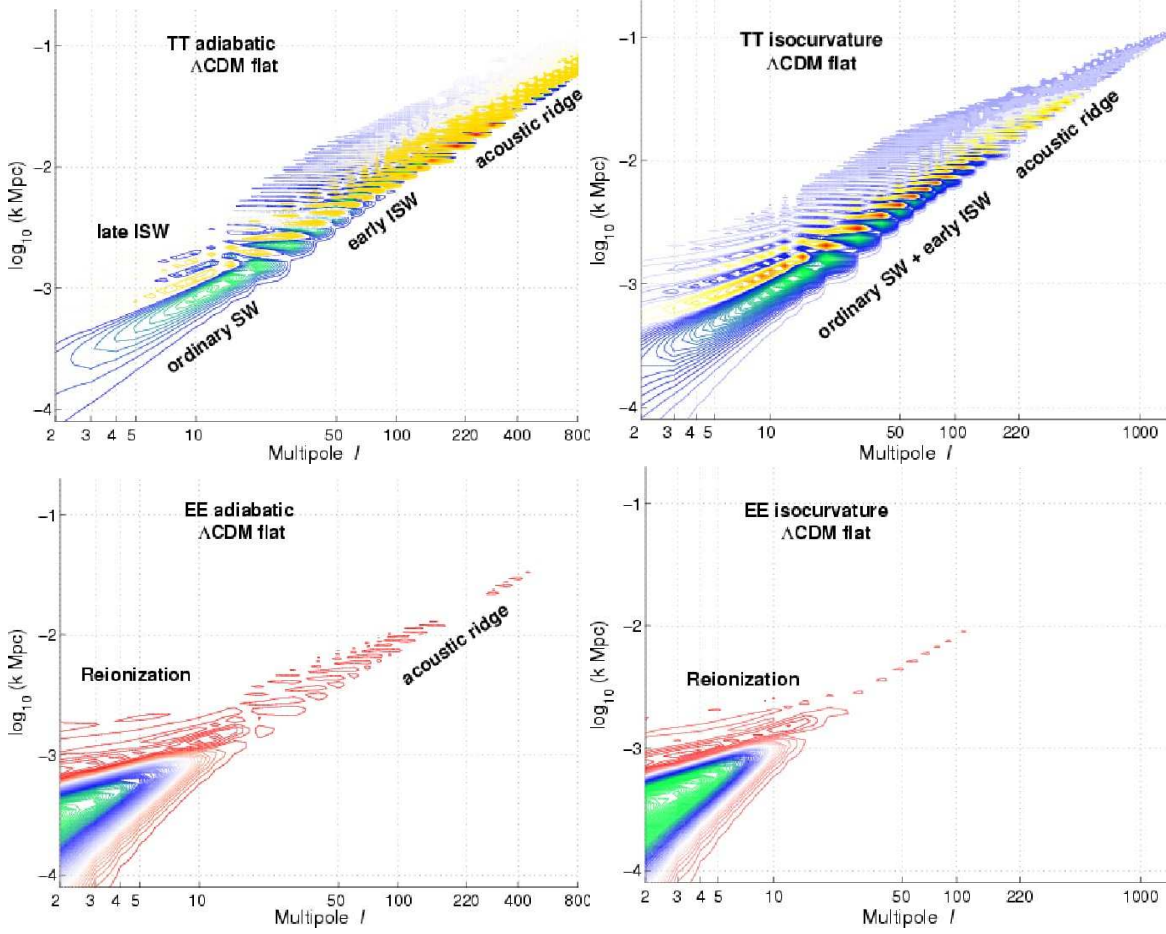 TT adiabatic
ΛCDM flat
late ISW
ordinary SW
early ISW
acoustic ridge
log10 (k Mpc)
−1
−2
−3
−4
2 3 4 5 10 50 100 220 400 800
Multipole l
TT isocurvature
ΛCDM flat
ordinary SW + early ISW
acoustic ridge
log10 (k Mpc)
−1
−2
−3
−4
2 3 4 5 10 50 100 220 1000
Multipole l
EE adiabatic
ΛCDM flat
Reionization
acoustic ridge
log10 (k Mpc)
−1
−2
−3
−4
2 3 4 5 10 50 100 220 400 800
Multipole l
EE isocurvature
ΛCDM flat
Reionization
log10 (k Mpc)
−1
−2
−3
−4
2 3 4 5 10 50 100 220 1000
Multipole l